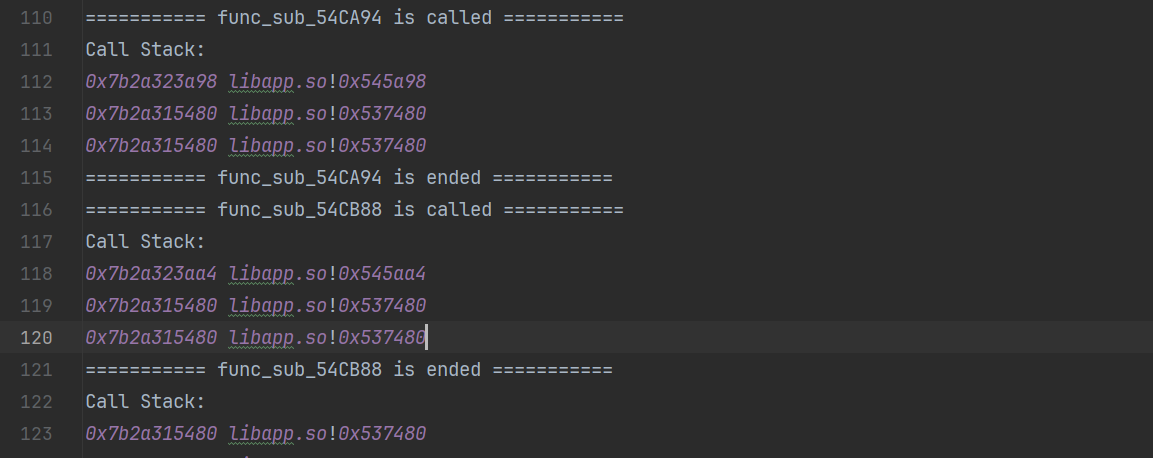 110 =========== func_sub_54CA94 is called ===========
111 Call Stack:
112 0x7b2a323a98 libapp.so!0x545a98
113 0x7b2a315480 libapp.so!0x537480
114 0x7b2a315480 libapp.so!0x537480
115 =========== func_sub_54CA94 is ended ===========
116 =========== func_sub_54CB88 is called ===========
117 Call Stack:
118 0x7b2a323aa4 libapp.so!0x545aa4
119 0x7b2a315480 libapp.so!0x537480
120 0x7b2a315480 libapp.so!0x537480
121 =========== func_sub_54CB88 is ended ===========
122 Call Stack:
123 0x7b2a315480 libapp.so!0x537480